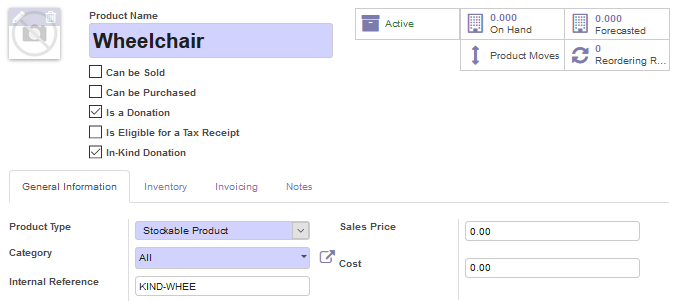 Product Name
Wheelchair
Active
0.000
On Hand
0.000
Forecasted
Product Moves
0
Reordering R...
Can be Sold
Can be Purchased
Is a Donation
Is Eligible for a Tax Receipt
In-Kind Donation
General Information
Inventory
Invoicing
Notes
Product Type
Stockable Product
Sales Price
0.00
Category
All
Cost
0.00
Internal Reference
KIND-WHEE